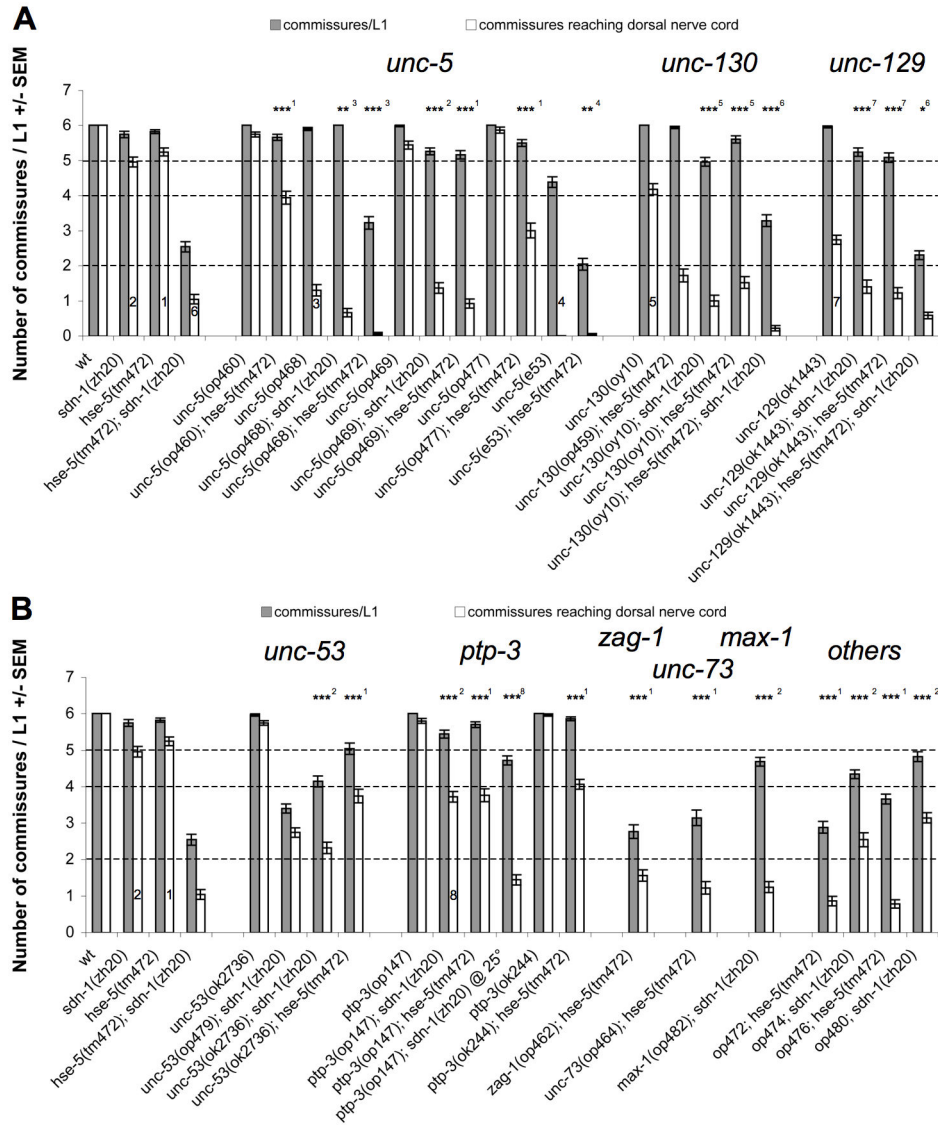 A
commissures/L1 commissures reaching dorsal nerve cord
unc-5 unc-130 unc-129
Number of commissures / L1 +/- SEM
7
6
5
4
3
2
1
0
***1 **3 ***3 ***2 ***1 ***1 **4 ***5 ***5 ***6 ***7 ***7 *6
2 1 6 3 4 5 7
wt
sdn-1(zh20)
hse-5(tm472)
hse-5(tm472); sdn-1(zh20)
unc-5(op460)
unc-5(op460); hse-5(tm472)
unc-5(op468)
unc-5(op468); sdn-1(zh20)
unc-5(op468); hse-5(tm472)
unc-5(op469)
unc-5(op469); sdn-1(zh20)
unc-5(op469); hse-5(tm472)
unc-5(op477)
unc-5(op477); hse-5(tm472)
unc-5(e53)
unc-5(e53); hse-5(tm472)
unc-130(oy10)
unc-130(op459); hse-5(tm472)
unc-130(oy10); sdn-1(zh20)
unc-130(oy10); hse-5(tm472)
unc-130(oy10); hse-5(tm472); sdn-1(zh20)
unc-129(ok1443)
unc-129(ok1443); sdn-1(zh20)
unc-129(ok1443); hse-5(tm472)
unc-129(ok1443); hse-5(tm472); sdn-1(zh20)
B
commissures/L1 commissures reaching dorsal nerve cord
unc-53 ptp-3 zag-1 unc-73 max-1 others
Number of commissures / L1 +/- SEM
7
6
5
4
3
2
1
0
***2 ***1 ***2 ***1 ***8 ***1 ***1 ***1 ***2 ***1 ***2 ***1 ***2
2 1 8
wt
sdn-1(zh20)
hse-5(tm472)
hse-5(tm472); sdn-1(zh20)
unc-53(ok2736)
unc-53(op479); sdn-1(zh20)
unc-53(ok2736); sdn-1(zh20)
unc-53(ok2736); hse-5(tm472)
ptp-3(op147)
ptp-3(op147); sdn-1(zh20)
ptp-3(op147); hse-5(tm472)
ptp-3(op147); sdn-1(zh20) @ 25°
ptp-3(ok244)
ptp-3(ok244); hse-5(tm472)
zag-1(op462); hse-5(tm472)
unc-73(op464); hse-5(tm472)
max-1(op482); sdn-1(zh20)
op472; hse-5(tm472)
op474; sdn-1(zh20)
op476; hse-5(tm472)
op480; sdn-1(zh20)